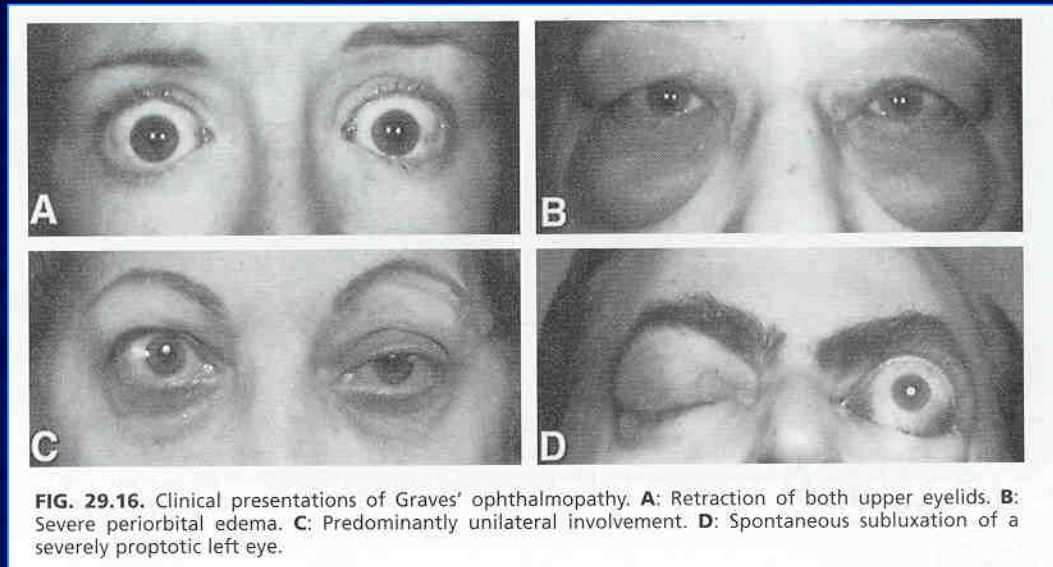 A
B
C
D
FIG. 29.16. Clinical presentations of Graves' ophthalmopathy. A: Retraction of both upper eyelids. B:
Severe periorbital edema. C: Predominantly unilateral involvement. D: Spontaneous subluxation of a
severely proptotic left eye.